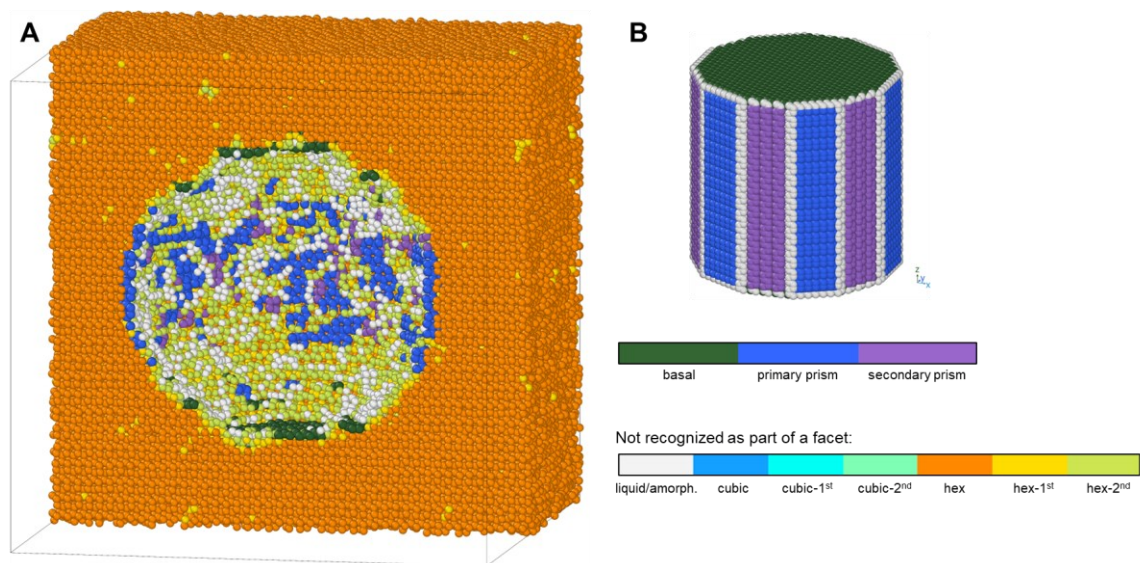 A
B
z
y
x
basal primary prism secondary prism
Not recognized as part of a facet:
liquid/amorph. cubic cubic-1st cubic-2nd hex hex-1st hex-2nd